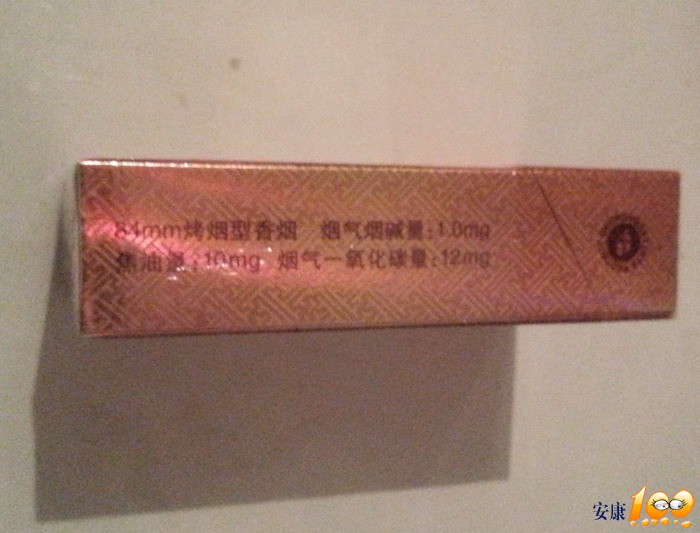 84mm烤烟型香烟 烟气烟碱量:1.0mg
焦油量:10mg 烟气一氧化碳量:12mg
安康100